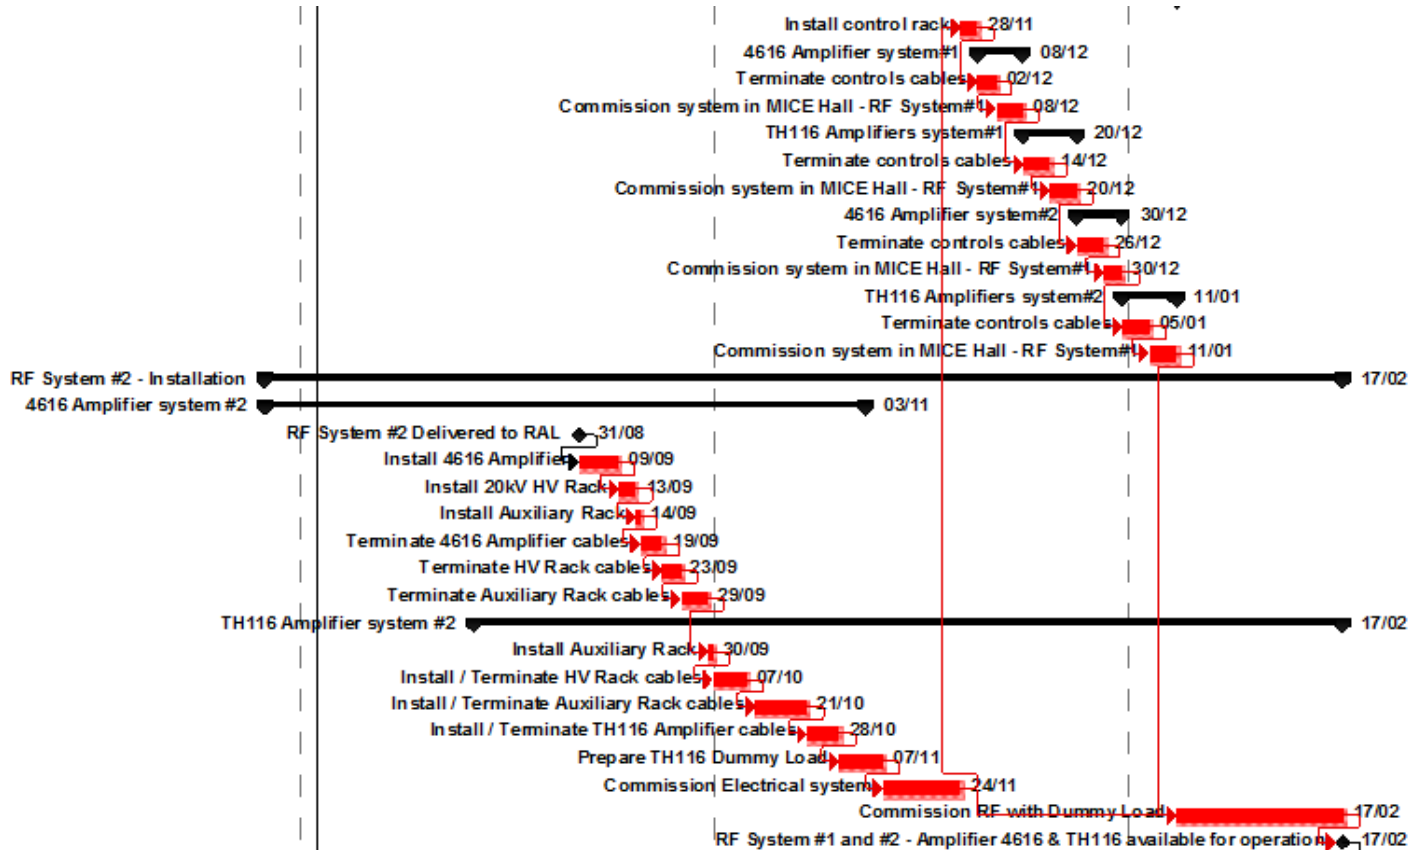 Install control rack 28/11
4616 Amplifier system#1 08/12
Terminate controls cables 02/12
Commission system in MICE Hall - RF System#1 08/12
TH116 Amplifiers system#1 20/12
Terminate controls cables 14/12
Commission system in MICE Hall - RF System#1 20/12
4616 Amplifier system#2 30/12
Terminate controls cables 26/12
Commission system in MICE Hall - RF System#1 30/12
TH116 Amplifiers system#2 11/01
Terminate controls cables 05/01
Commission system in MICE Hall - RF System#1 11/01
RF System #2 - Installation 17/02
4616 Amplifier system #2 03/11
RF System #2 Delivered to RAL 31/08
Install 4616 Amplifier 09/09
Install 20kV HV Rack 13/09
Install Auxiliary Rack 14/09
Terminate 4616 Amplifier cables 19/09
Terminate HV Rack cables 23/09
Terminate Auxiliary Rack cables 29/09
TH116 Amplifier system #2 17/02
Install Auxiliary Rack 30/09
Install / Terminate HV Rack cables 07/10
Install / Terminate Auxiliary Rack cables 21/10
Install / Terminate TH116 Amplifier cables 28/10
Prepare TH116 Dummy Load 07/11
Commission Electrical system 24/11
Commission RF with Dummy Load 17/02
RF System #1 and #2 - Amplifier 4616 & TH116 available for operation 17/02